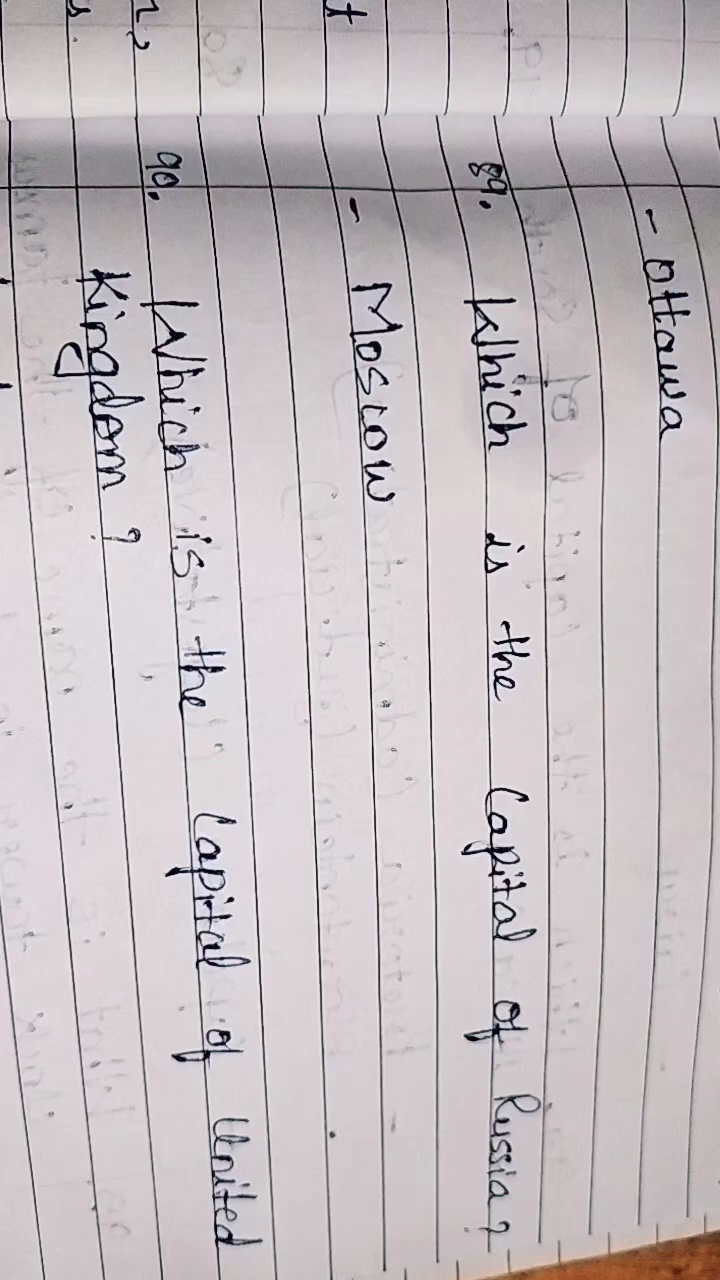 - Ottawa
89. Which is the Capital of Russia?
- Moscow
90. Which is the Capital of United
Kingdom?